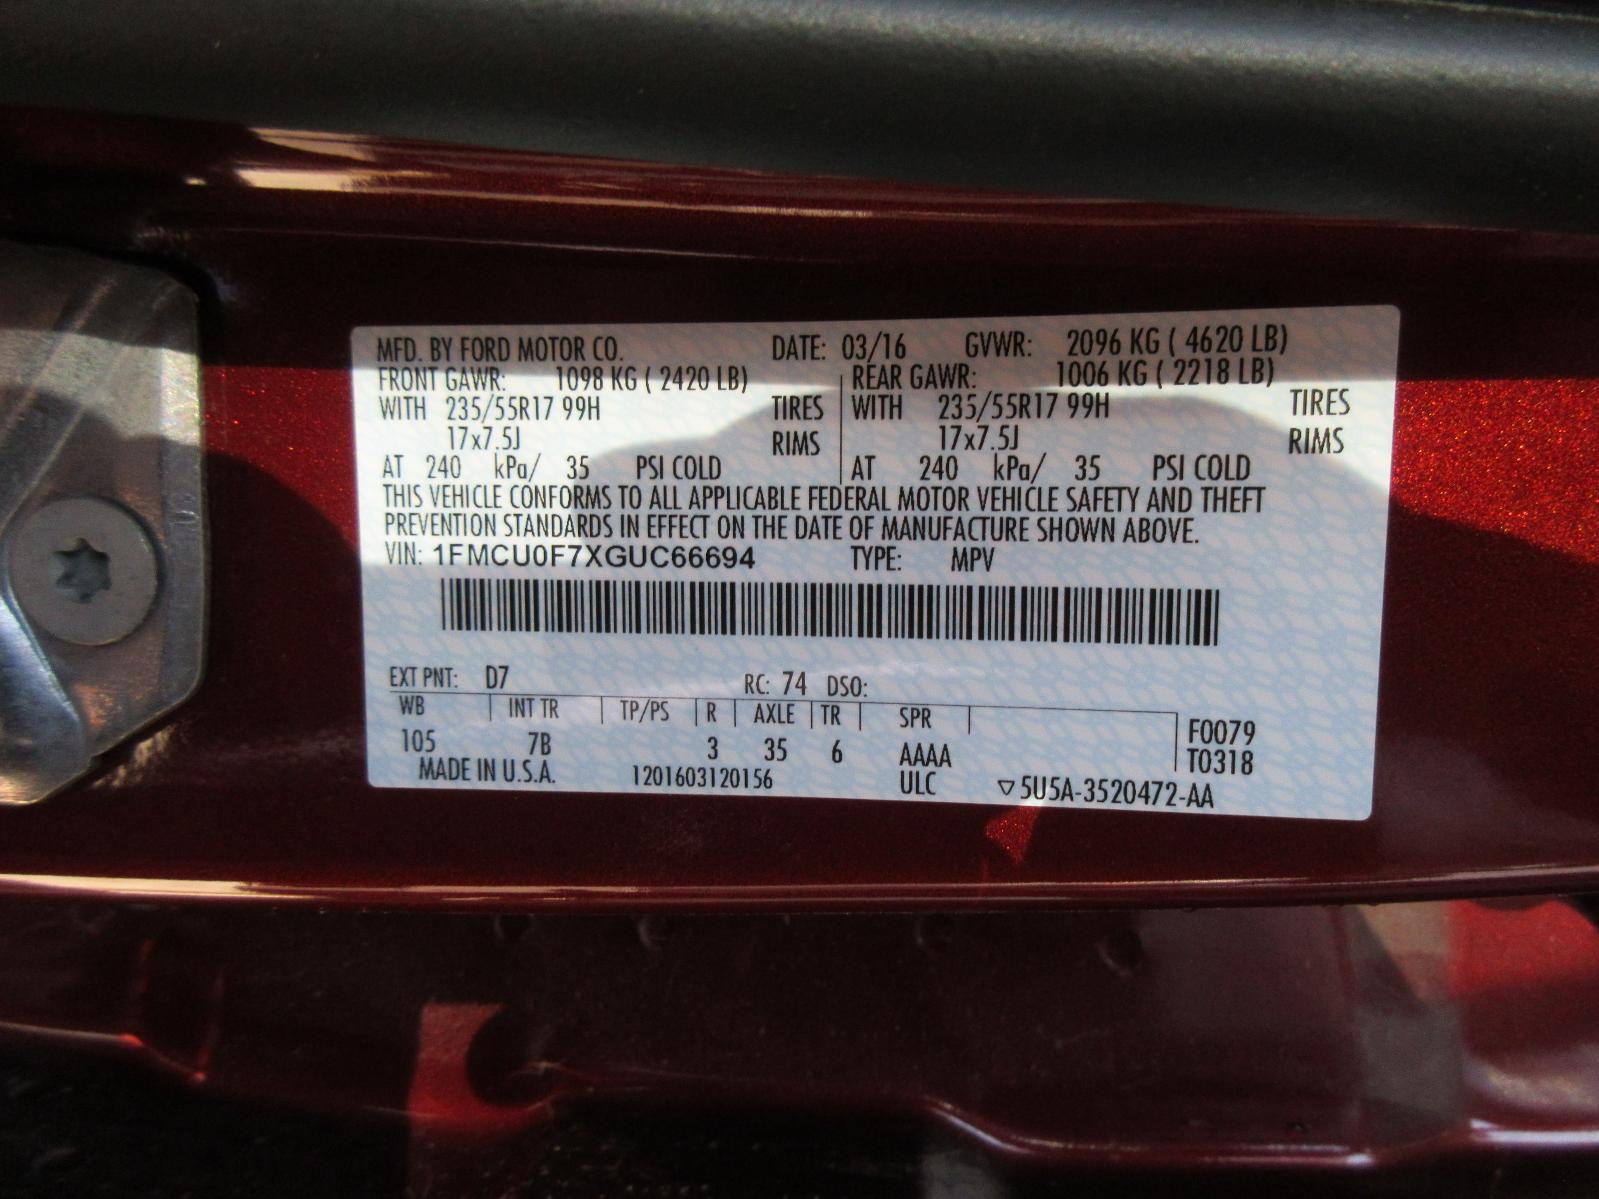 MFD. BY FORD MOTOR CO. DATE: 03/16 GVWR: 2096 KG ( 4620 LB)
FRONT GAWR: 1098 KG ( 2420 LB) REAR GAWR: 1006 KG ( 2218 LB)
WITH 235/55R17 99H TIRES WITH 235/55R17 99H TIRES
17x7.5J RIMS 17x7.5J RIMS
AT 240 kPa/ 35 PSI COLD AT 240 kPa/ 35 PSI COLD
THIS VEHICLE CONFORMS TO ALL APPLICABLE FEDERAL MOTOR VEHICLE SAFETY AND THEFT
PREVENTION STANDARDS IN EFFECT ON THE DATE OF MANUFACTURE SHOWN ABOVE.
VIN: 1FMCU0F7XGUC66694 TYPE: MPV
EXT PNT: D7 RC: 74 DSO:
WB INT TR TP/PS R AXLE TR SPR F0079
105 7B 3 35 6 AAAA T0318
MADE IN U.S.A. 1201603120156 ULC ▽5U5A-3520472-AA